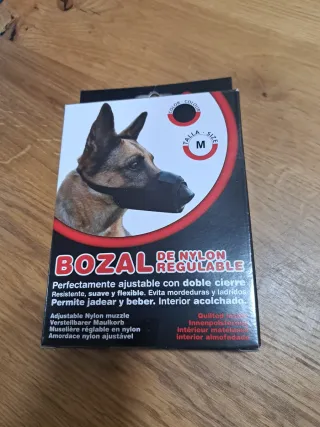 COLOR - COLOUR
TALLA - SIZE
M
BOZAL DE NYLON REGULABLE
Perfectamente ajustable con doble cierre
Resistente, suave y flexible. Evita mordeduras y ladridos.
Permite jadear y beber. Interior acolchado.
Adjustable Nylon muzzle
Verstellbarer Maulkorb
Muselière réglable en nylon
Amordace nylon ajustável
Innenpolster
intérieur matelassé
interior almofadado